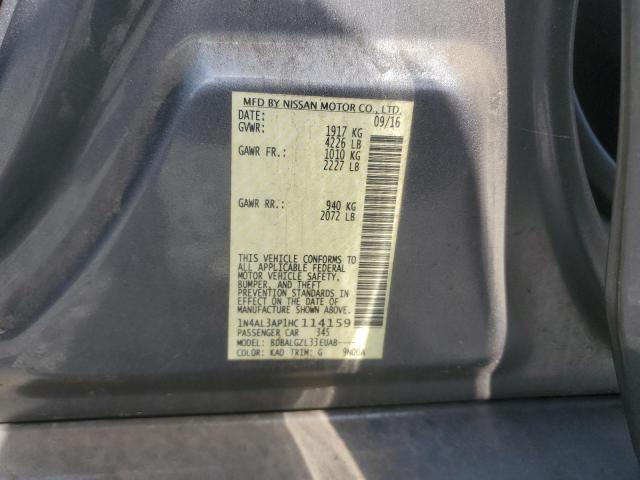 MFD BY NISSAN MOTOR CO., LTD.
DATE: 09/16
GVWR: 1917 KG
4226 LB
GAWR FR.: 1010 KG
2227 LB
GAWR RR.: 940 KG
2072 LB
THIS VEHICLE CONFORMS TO
ALL APPLICABLE FEDERAL
MOTOR VEHICLE SAFETY,
BUMPER, AND THEFT
PREVENTION STANDARDS IN
EFFECT ON THE DATE OF
MANUFACTURE SHOWN ABOVE.
1N4AL3AP1HC114159
PASSENGER CAR 345
MODEL: BDBALGZL33EUAB----
COLOR: KAD TRIM: G 9N00A